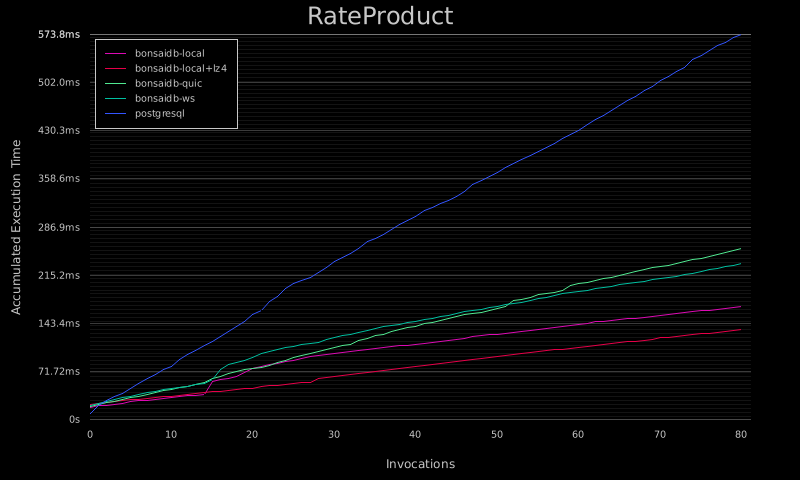 RateProduct
573.8ms
502.0ms
430.3ms
358.6ms
286.9ms
215.2ms
143.4ms
71.72ms
0s
Accumulated Execution Time
bonsaidb-local
bonsaidb-local+lz4
bonsaidb-quic
bonsaidb-ws
postgresql
0 10 20 30 40 50 60 70 80
Invocations